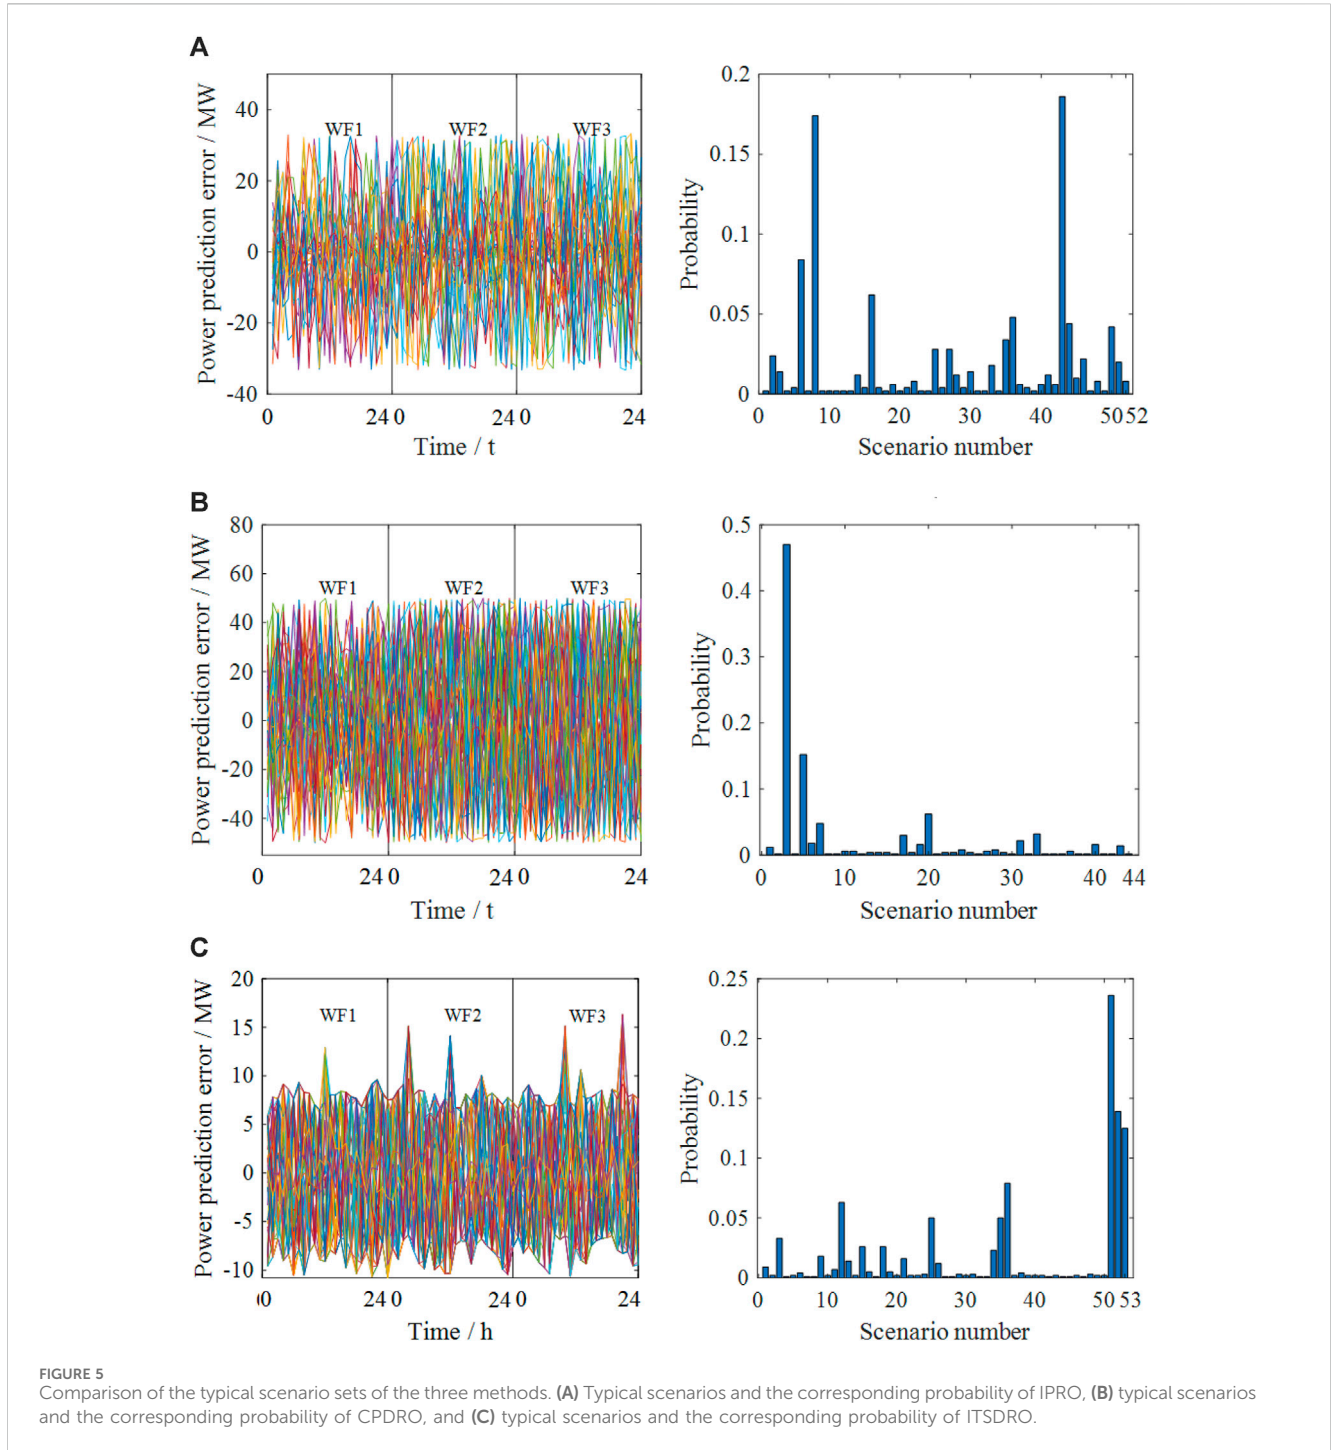 A
Power prediction error / MW
40
20
0
-20
-40
WF1 WF2 WF3
0 24 0 24 0 24
Time / t
Probability
0.2
0.15
0.1
0.05
0
0 10 20 30 40 50 52
Scenario number
B
Power prediction error / MW
80
60
40
20
0
-20
-40
WF1 WF2 WF3
0 24 0 24 0 24
Time / t
Probability
0.5
0.4
0.3
0.2
0.1
0
0 10 20 30 40 44
Scenario number
C
Power prediction error / MW
20
15
10
5
0
-5
-10
WF1 WF2 WF3
0 24 0 24 0 24
Time / h
Probability
0.25
0.2
0.15
0.1
0.05
0
0 10 20 30 40 50 53
Scenario number
FIGURE 5
Comparison of the typical scenario sets of the three methods. (A) Typical scenarios and the corresponding probability of IPRO, (B) typical scenarios
and the corresponding probability of CPDRO, and (C) typical scenarios and the corresponding probability of ITSDRO.